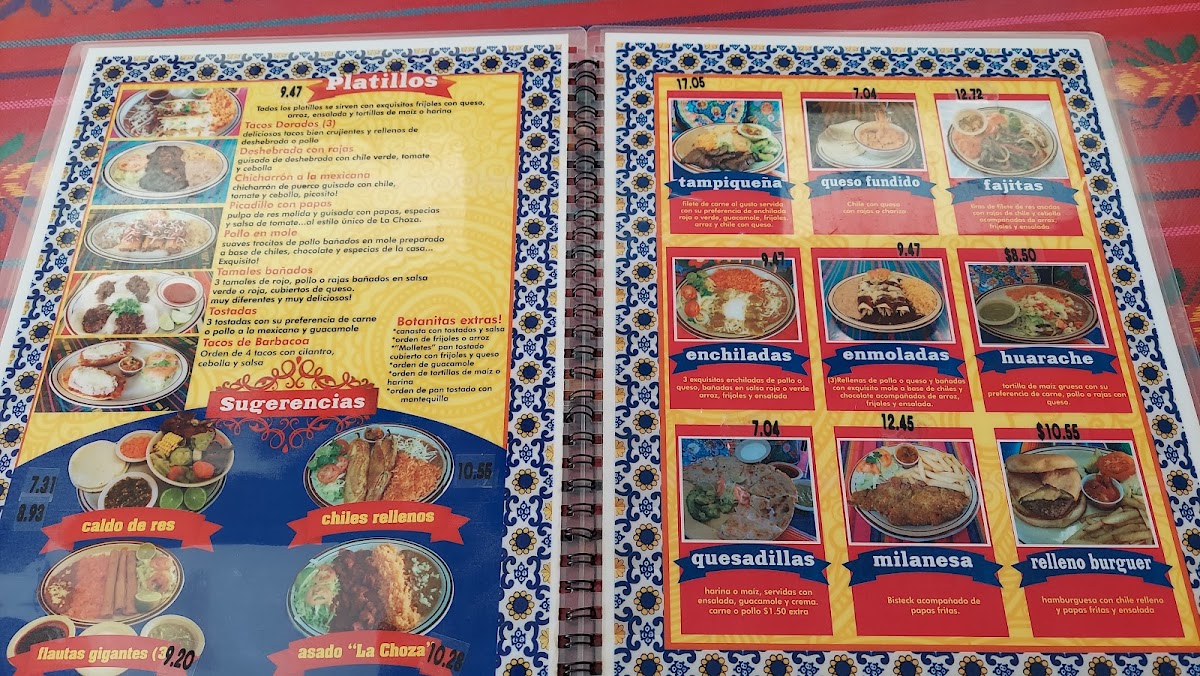 Platillos
9.47
Todos los platillos se sirven con exquisitos frijoles con queso,
arroz, ensalada y tortillas de maíz o harina
Tacos Dorados (3)
deliciosos tacos bien crujientes y rellenos de
deshebrada o pollo
Deshebrada con rajas
guisado de deshebrada con chile verde, tomate
y cebolla
Chicharrón a la mexicana
chicharrón de puerco guisado con chile,
tomate y cebolla, picosito!
Picadillo con papas
pulpa de res molida y guisada con papas, especias
y salsa de tomate...al estilo único de La Choza.
Pollo en mole
suaves trocitos de pollo bañados en mole preparado
a base de chiles, chocolate y especias de la casa...
Exquisito!
Tamales bañados
3 tamales de rojo, pollo o rajas bañados en salsa
verde o roja, cubiertos de queso.
muy diferentes y muy deliciosos!
Tostadas
3 tostadas con su preferencia de carne
o pollo a la mexicana y guacamole
Tacos de Barbacoa
Orden de 4 tacos con cilantro,
cebolla y salsa
Botanitas extras!
*canasta con tostadas y salsa
*orden de frijoles o arroz
*"Molletes" pan tostado
cubierto con frijoles y queso
*orden de guacamole
*orden de tortillas de maíz o
harina
*orden de pan tostado con
mantequilla
Sugerencias
7.31
8.93
caldo de res
10.55
chiles rellenos
flautas gigantes (3
9.20
asado "La Choza"
10.28
17.05
tampiqueña
filete de carne al gusto servida
con su preferencia de enchilada
roja o verde, guacamole, frijoles
arroz y chile con queso.
7.04
queso fundido
Chile con queso
con rajas o chorizo
12.72
fajitas
tiras de filete de res asadas
con rajas de chile y cebolla
acompañadas de arroz,
frijoles y ensalada
9.47
enchiladas
3 exquisitas enchiladas de pollo o
queso, bañadas en salsa roja o verde
arroz, frijoles y ensalada
9.47
enmoladas
(3)Rellenas de pollo o queso y bañadas
con exquisito mole a base de chiles y
chocolate acompañadas de arroz,
frijoles y ensalada.
$8.50
huarache
tortilla de maíz gruesa con su
preferencia de carne, pollo o rajas con
queso.
7.04
quesadillas
harina o maíz, servidas con
ensalada, guacamole y crema.
carne o pollo $1.50 extra
12.45
milanesa
Bisteck acompañado de
papas fritas.
$10.55
relleno burguer
hamburguesa con chile relleno
y papas fritas y ensalada